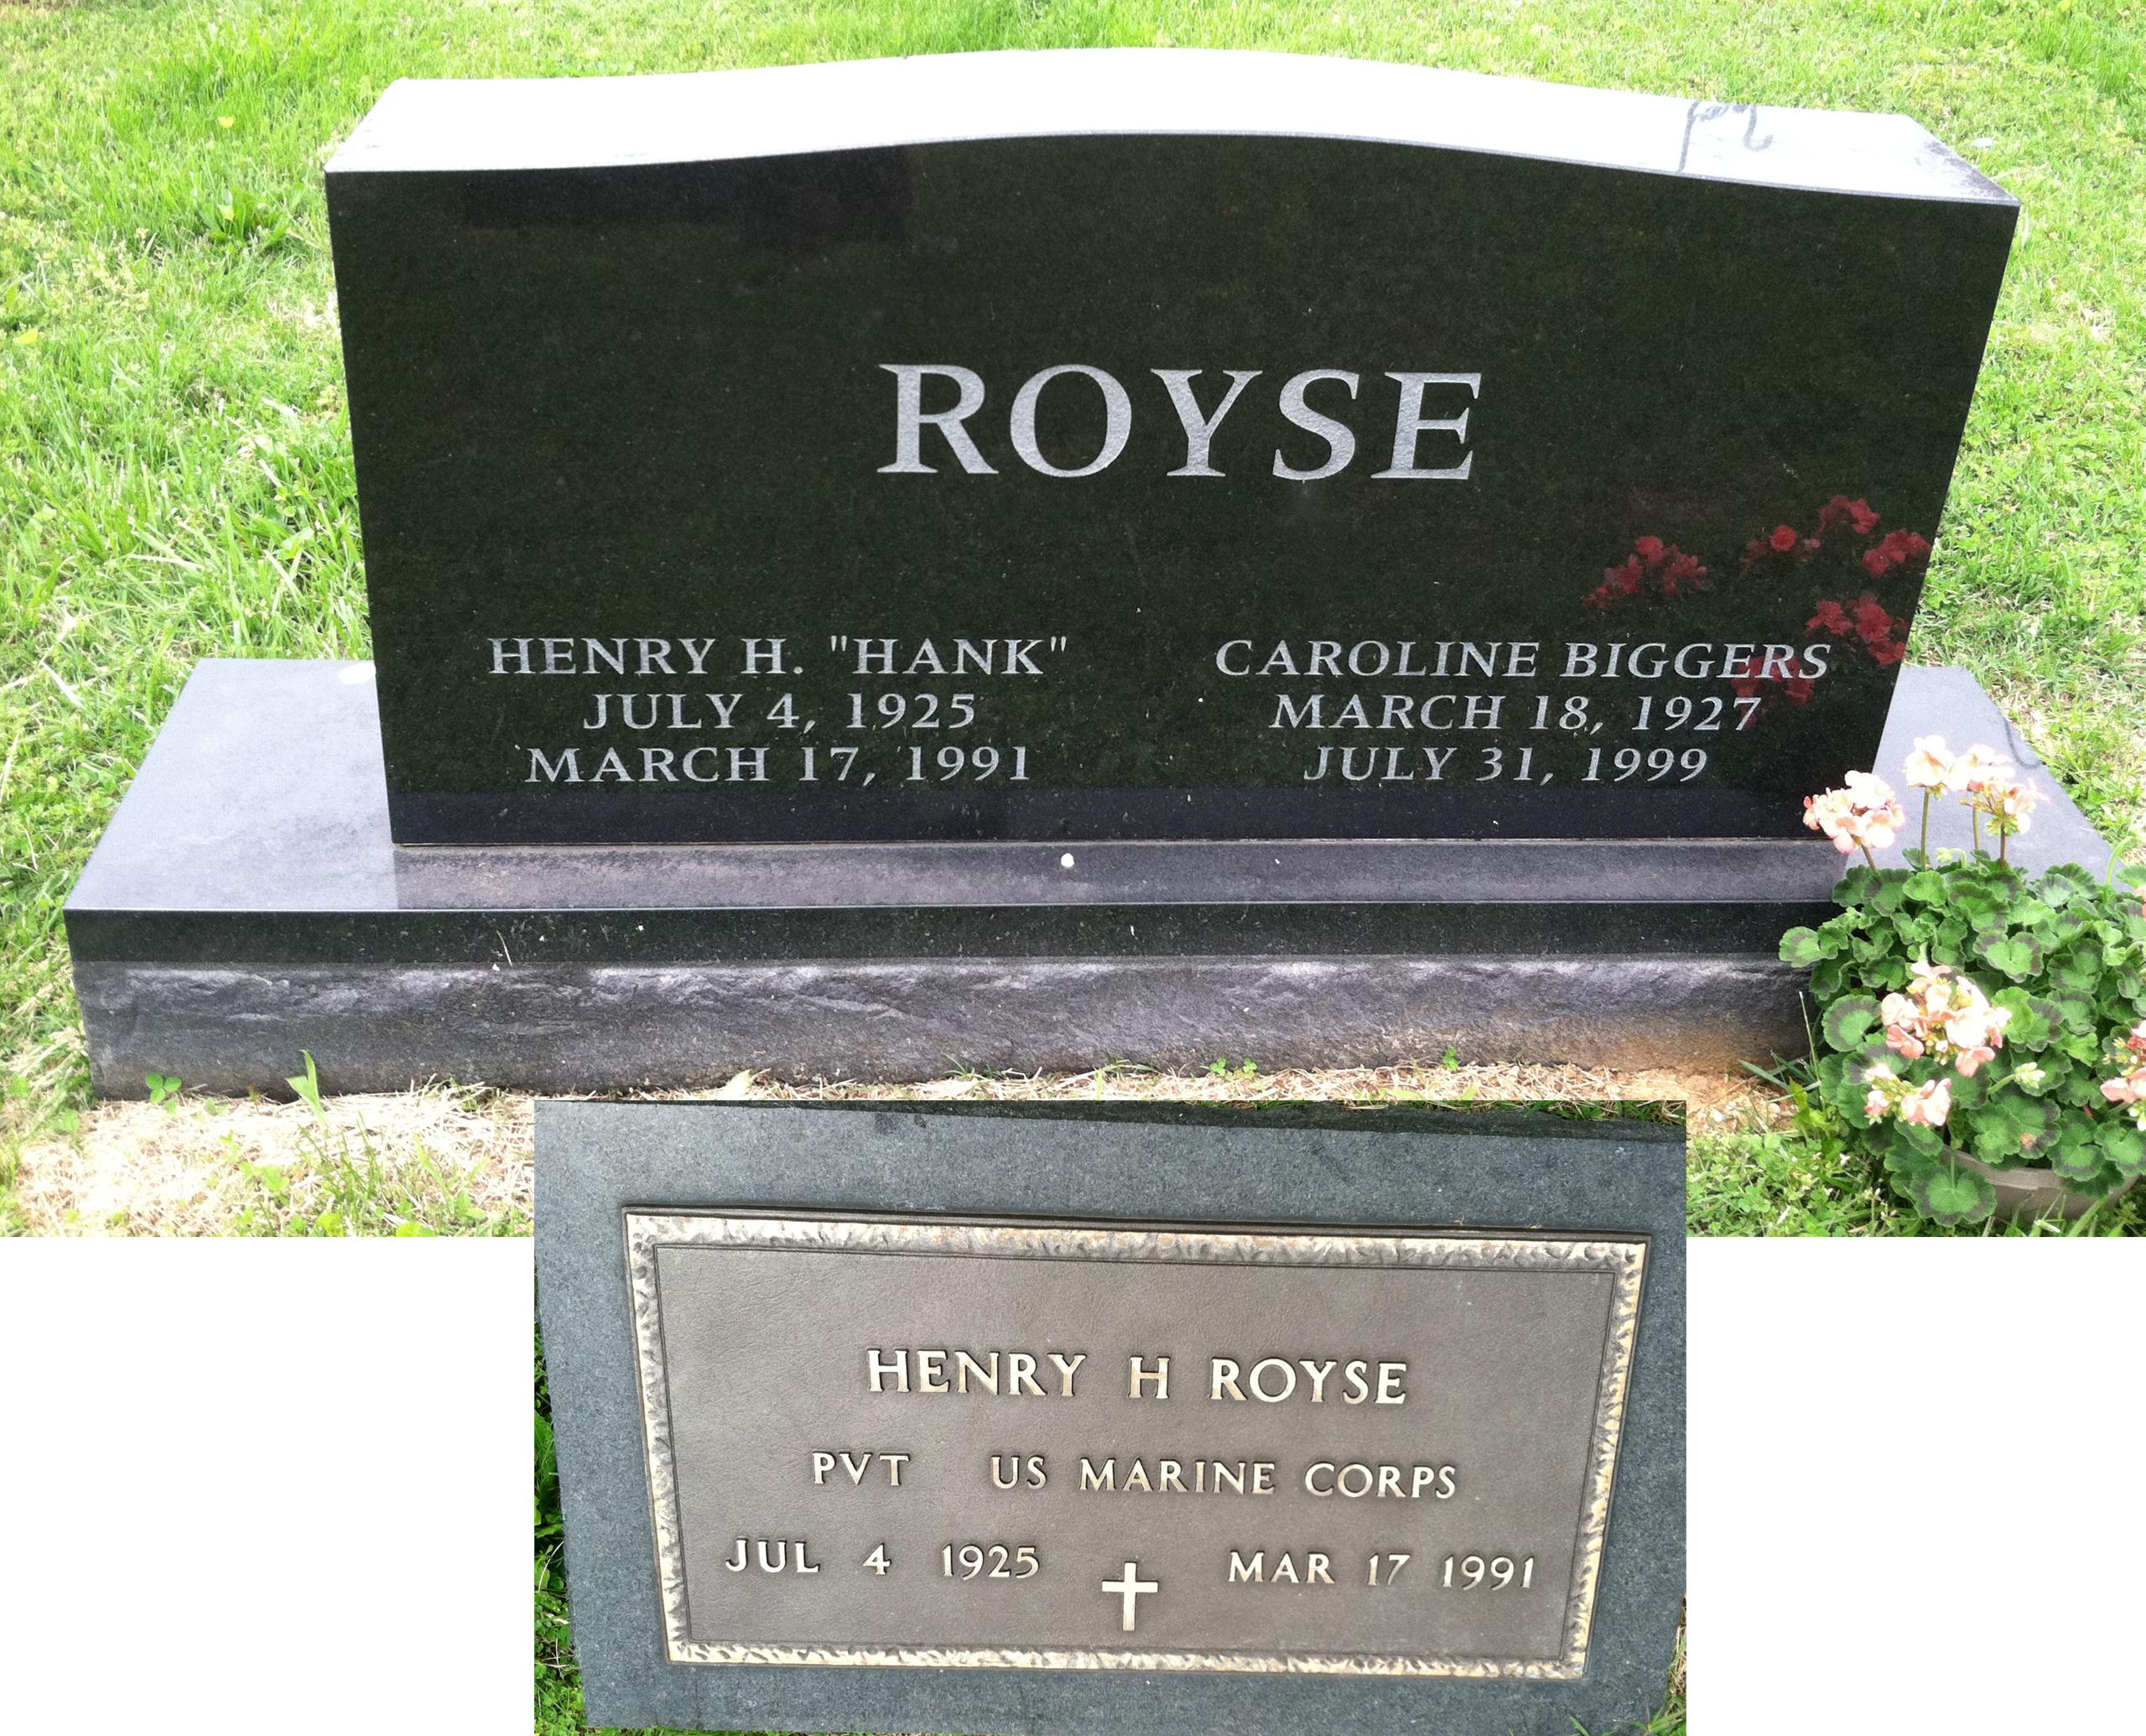 ROYSE
HENRY H. "HANK"
JULY 4, 1925
MARCH 17, 1991
CAROLINE BIGGERS
MARCH 18, 1927
JULY 31, 1999
HENRY H ROYSE
PVT US MARINE CORPS
JUL 4 1925 MAR 17 1991